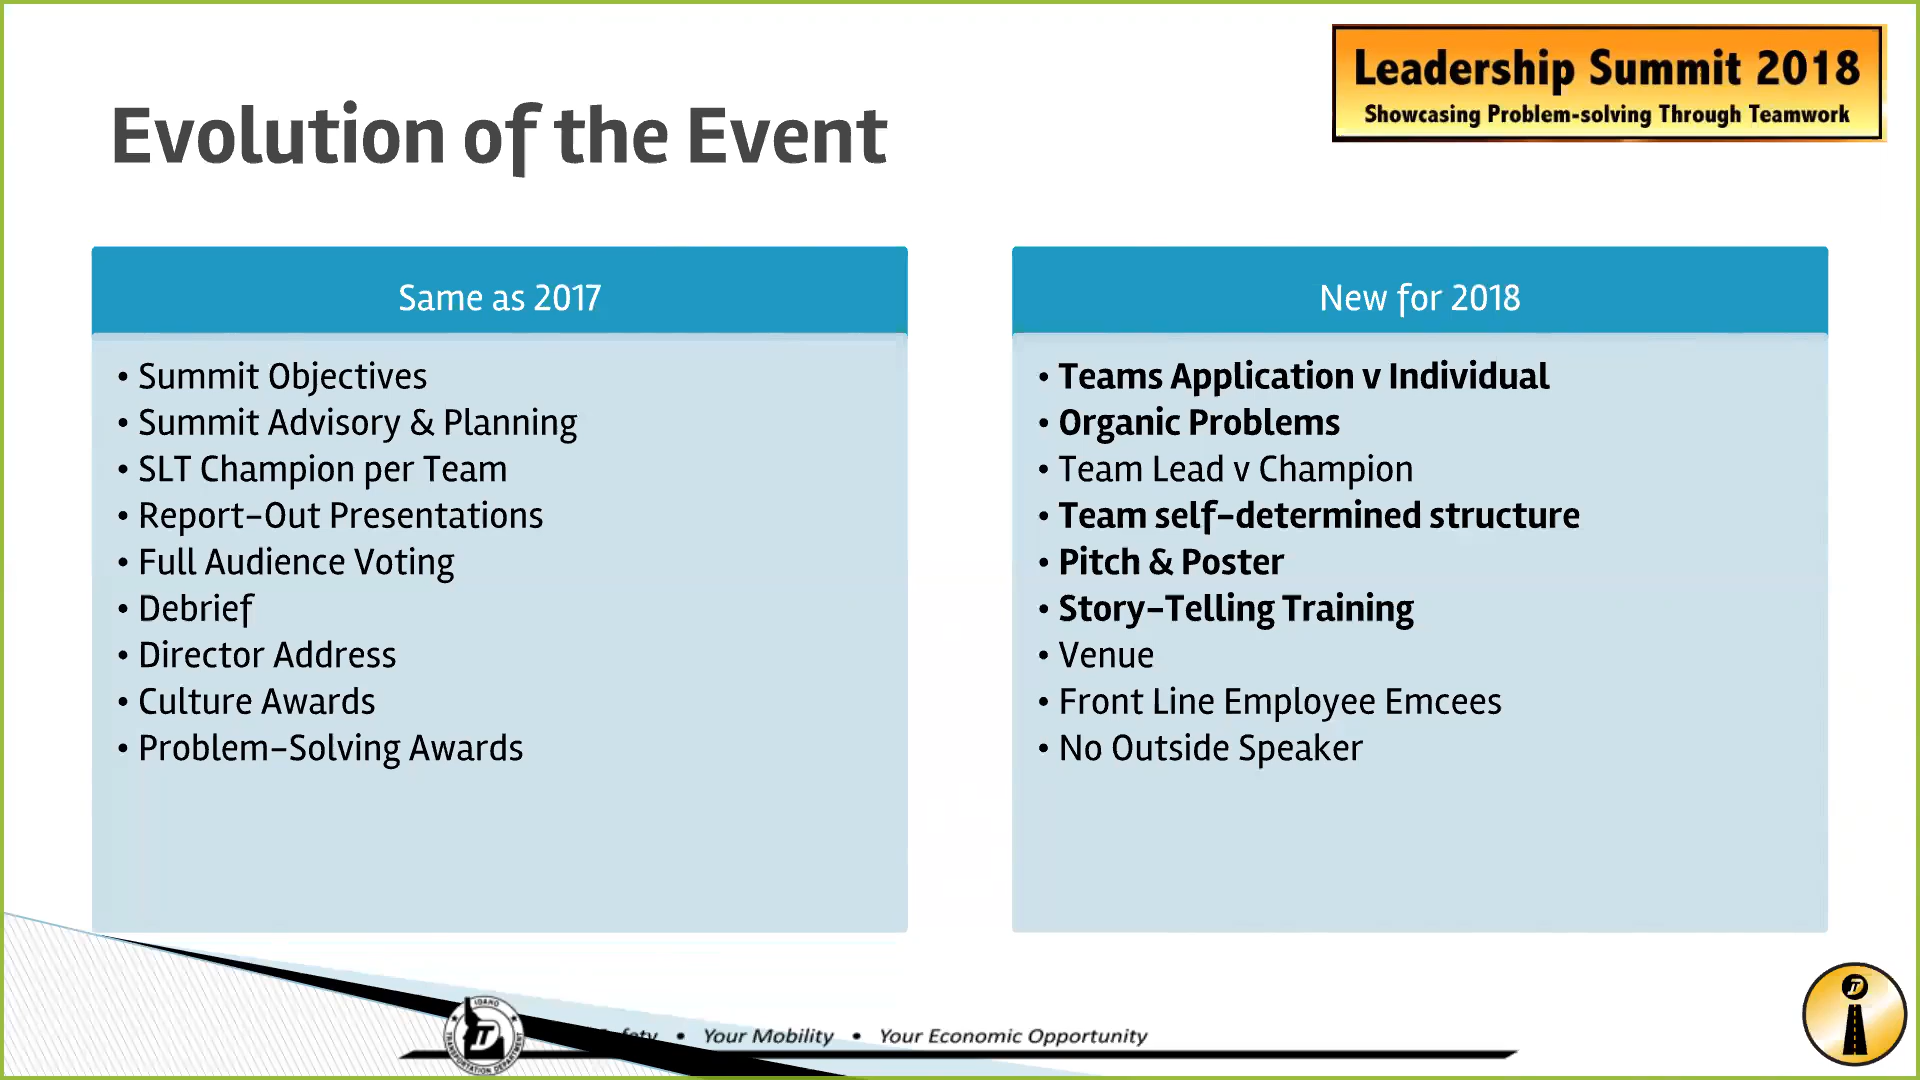 Leadership Summit 2018
Showcasing Problem-solving Through Teamwork
Evolution of the Event
Same as 2017
• Summit Objectives
• Summit Advisory & Planning
• SLT Champion per Team
• Report-Out Presentations
• Full Audience Voting
• Debrief
• Director Address
• Culture Awards
• Problem-Solving Awards
New for 2018
• Teams Application v Individual
• Organic Problems
• Team Lead v Champion
• Team self-determined structure
• Pitch & Poster
• Story-Telling Training
• Venue
• Front Line Employee Emcees
• No Outside Speaker
IDAHO
TRANSPORTATION DEPARTMENT
• Your Mobility • Your Economic Opportunity